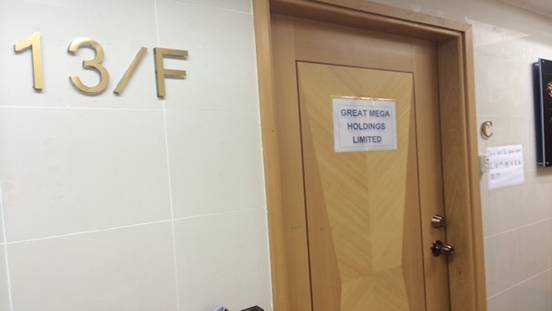 13/F
GREAT MEGA
HOLDINGS
LIMITED
C